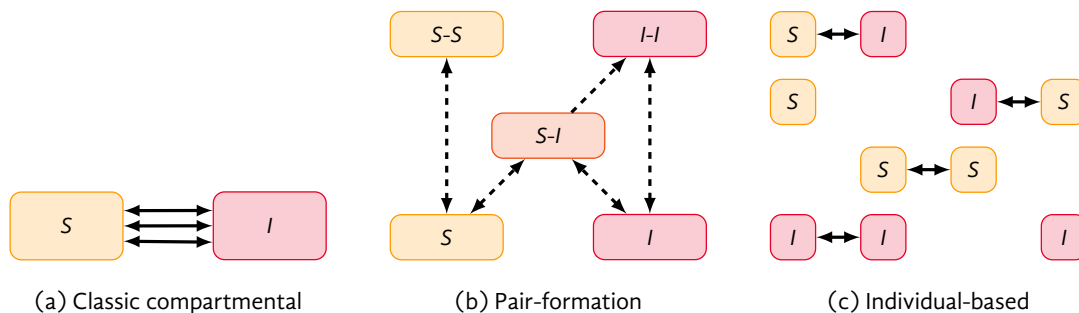 S
I
(a) Classic compartmental
S-S
I-I
S-I
S
I
(b) Pair-formation
S
I
S
I
S
S
S
I
I
I
(c) Individual-based